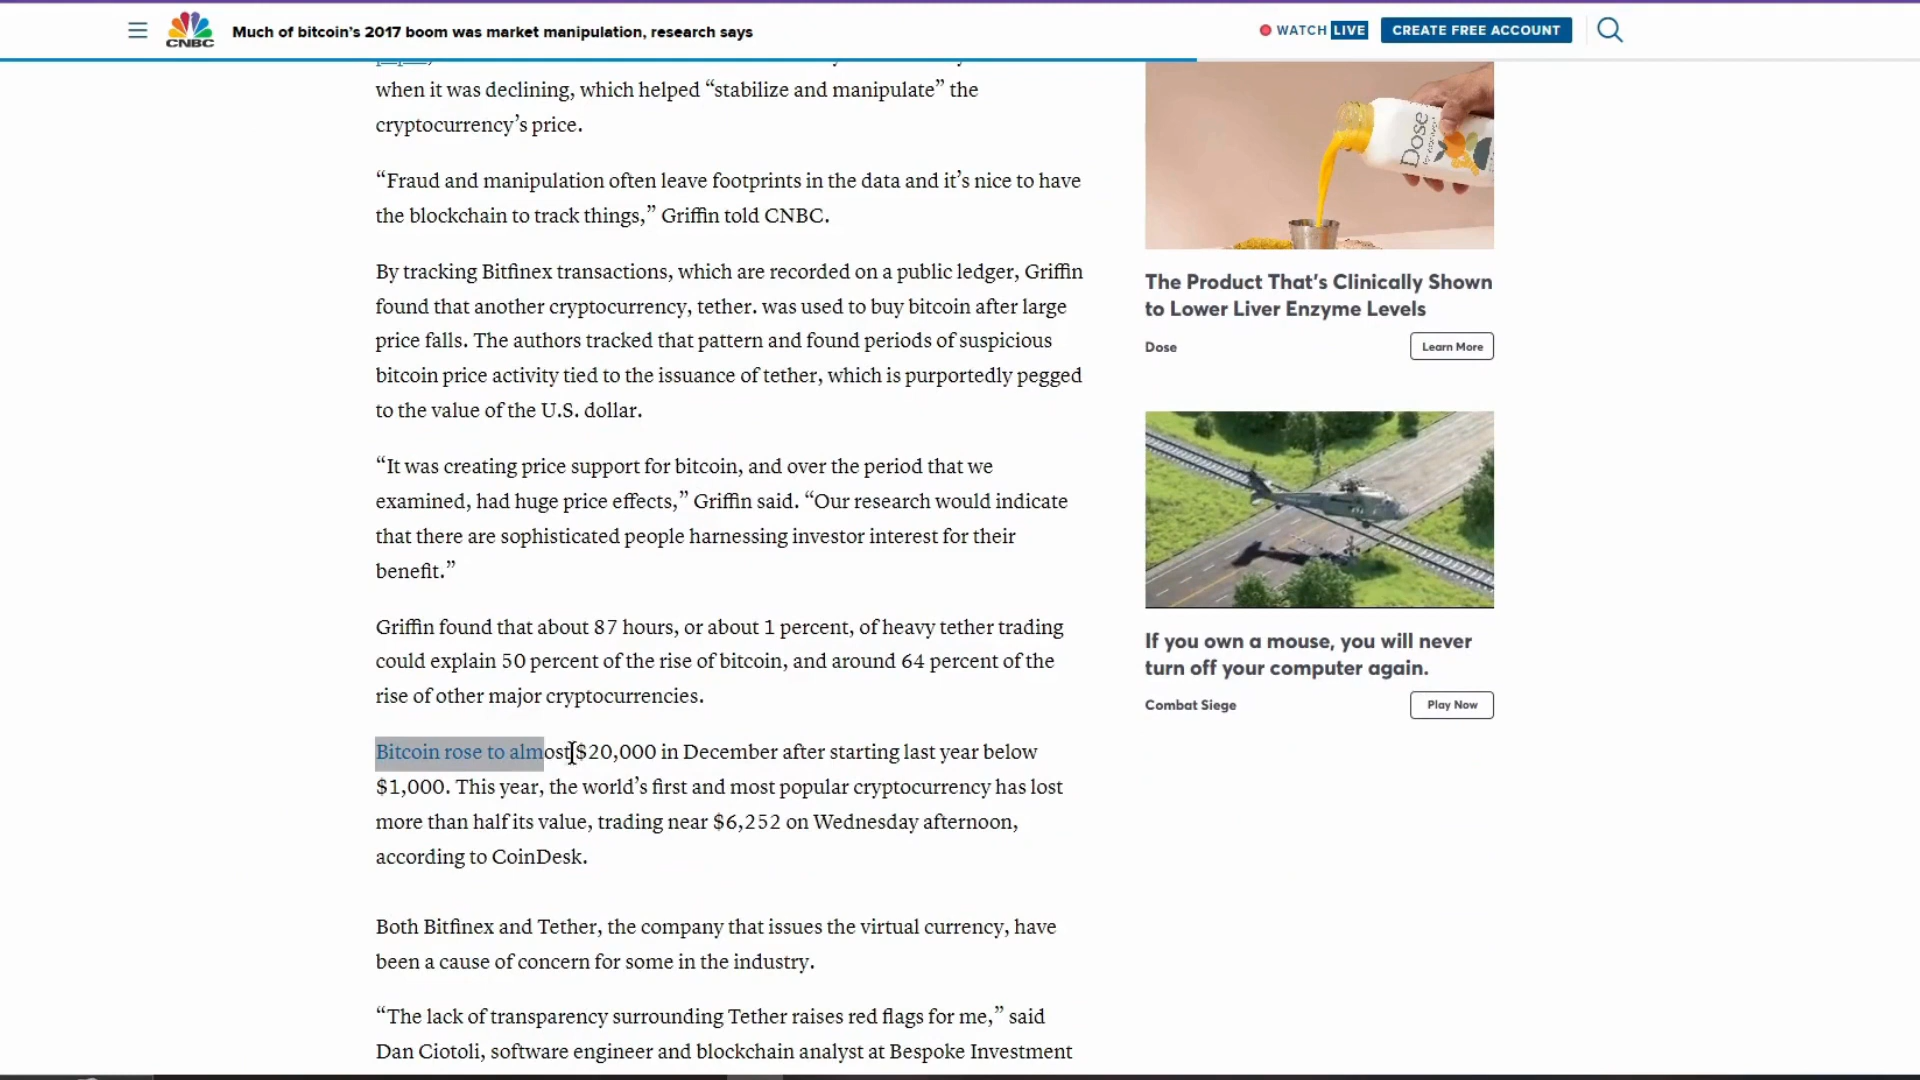 CNBC
Much of bitcoin's 2017 boom was market manipulation, research says
WATCH LIVE
CREATE FREE ACCOUNT
when it was declining, which helped “stabilize and manipulate” the
cryptocurrency’s price.
“Fraud and manipulation often leave footprints in the data and it’s nice to have
the blockchain to track things,” Griffin told CNBC.
By tracking Bitfinex transactions, which are recorded on a public ledger, Griffin
found that another cryptocurrency, tether. was used to buy bitcoin after large
price falls. The authors tracked that pattern and found periods of suspicious
bitcoin price activity tied to the issuance of tether, which is purportedly pegged
to the value of the U.S. dollar.
“It was creating price support for bitcoin, and over the period that we
examined, had huge price effects,” Griffin said. “Our research would indicate
that there are sophisticated people harnessing investor interest for their
benefit.”
Griffin found that about 87 hours, or about 1 percent, of heavy tether trading
could explain 50 percent of the rise of bitcoin, and around 64 percent of the
rise of other major cryptocurrencies.
Bitcoin rose to almost $20,000 in December after starting last year below
$1,000. This year, the world’s first and most popular cryptocurrency has lost
more than half its value, trading near $6,252 on Wednesday afternoon,
according to CoinDesk.
Both Bitfinex and Tether, the company that issues the virtual currency, have
been a cause of concern for some in the industry.
“The lack of transparency surrounding Tether raises red flags for me,” said
Dan Ciotoli, software engineer and blockchain analyst at Bespoke Investment
Dose
The Product That’s Clinically Shown
to Lower Liver Enzyme Levels
Dose
Learn More
If you own a mouse, you will never
turn off your computer again.
Combat Siege
Play Now